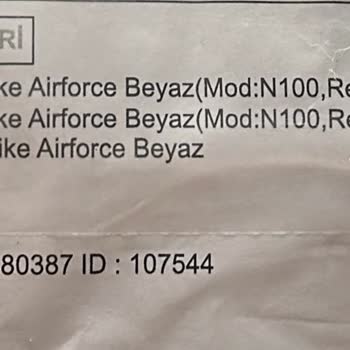 Rİ
ke Airforce Beyaz(Mod:N100,Re
ke Airforce Beyaz(Mod:N100,Re
ike Airforce Beyaz
80387 ID : 107544